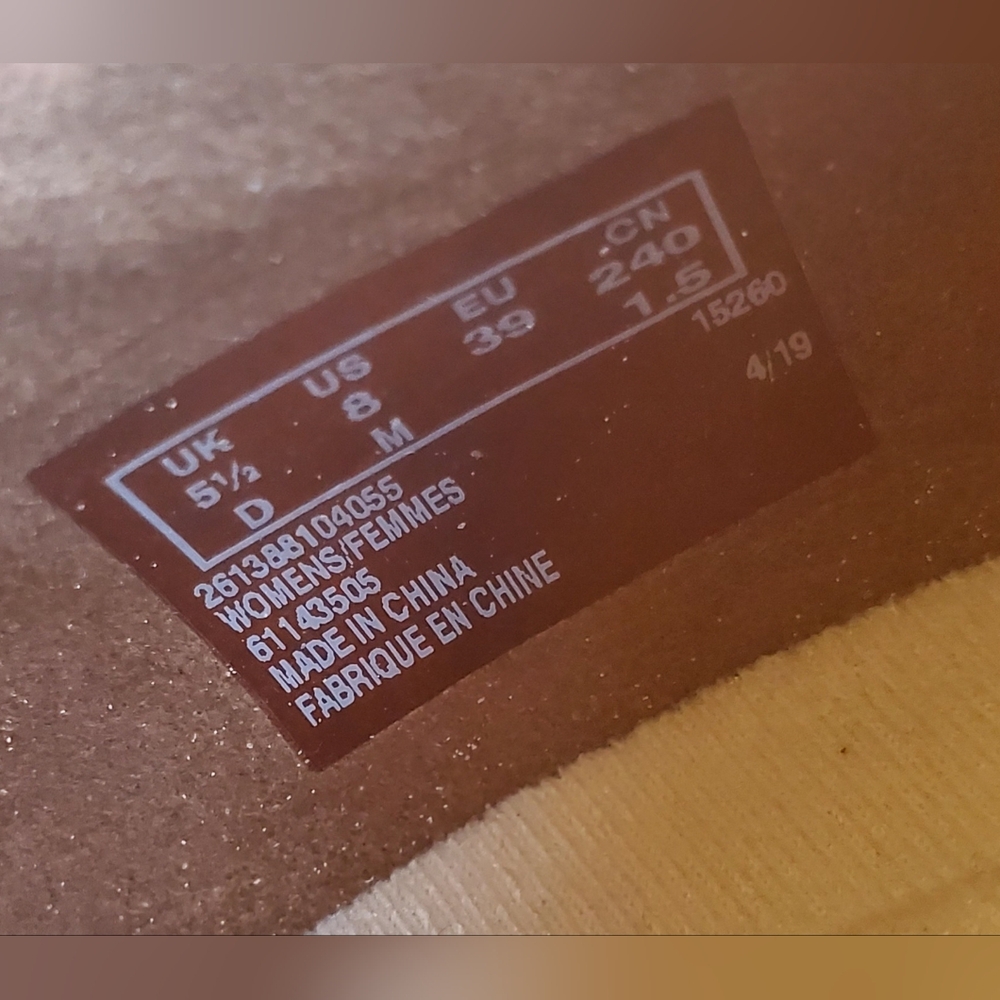 UK US EU CN
5½ 8 39 240
D M 1.5
261388104055 15260
WOMENS/FEMMES 4/19
61143505
MADE IN CHINA
FABRIQUE EN CHINE